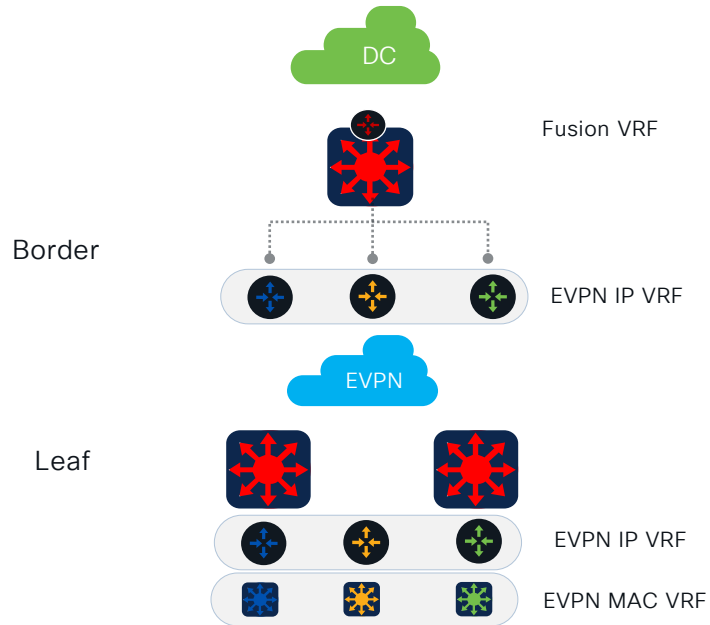 DC
Fusion VRF
Border
EVPN IP VRF
EVPN
Leaf
EVPN IP VRF
EVPN MAC VRF